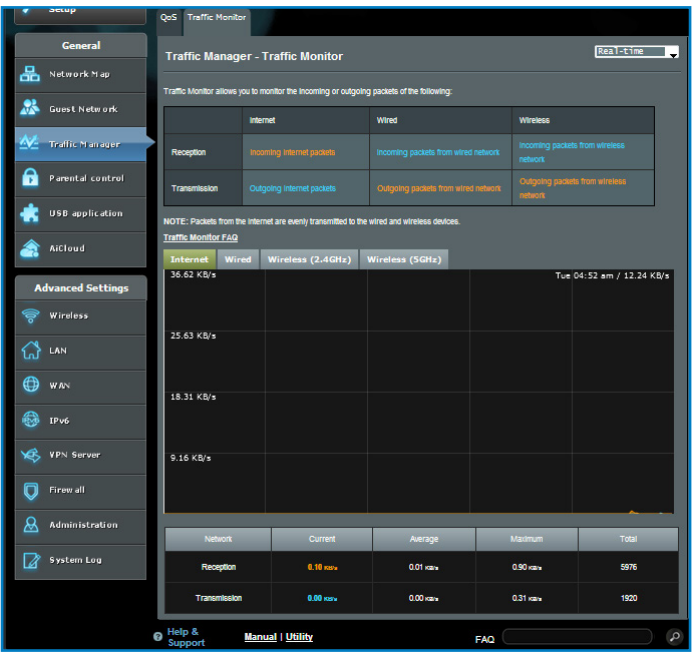 Setup
QoS Traffic Monitor
General
Network Map
Guest Network
Traffic Manager
Parental control
USB application
AiCloud
Advanced Settings
Wireless
LAN
WAN
IPv6
VPN Server
Firewall
Administration
System Log
Traffic Manager - Traffic Monitor
Real-time
Traffic Monitor allows you to monitor the incoming or outgoing packets of the following:
Internet Wired Wireless
Reception Incoming Internet packets Incoming packets from wired network Incoming packets from wireless
network
Transmission Outgoing Internet packets Outgoing packets from wired network Outgoing packets from wireless
network
NOTE: Packets from the Internet are evenly transmitted to the wired and wireless devices.
Traffic Monitor FAQ
Internet Wired Wireless (2.4GHz) Wireless (5GHz)
36.62 KB/s Tue 04:52 am / 12.24 KB/s
25.63 KB/s
18.31 KB/s
9.16 KB/s
Network Current Average Maximum Total
Reception 0.10 KB/s 0.01 KB/s 0.90 KB/s 5976
Transmission 0.00 KB/s 0.00 KB/s 0.31 KB/s 1920
Help &
Support
Manual | Utility
FAQ